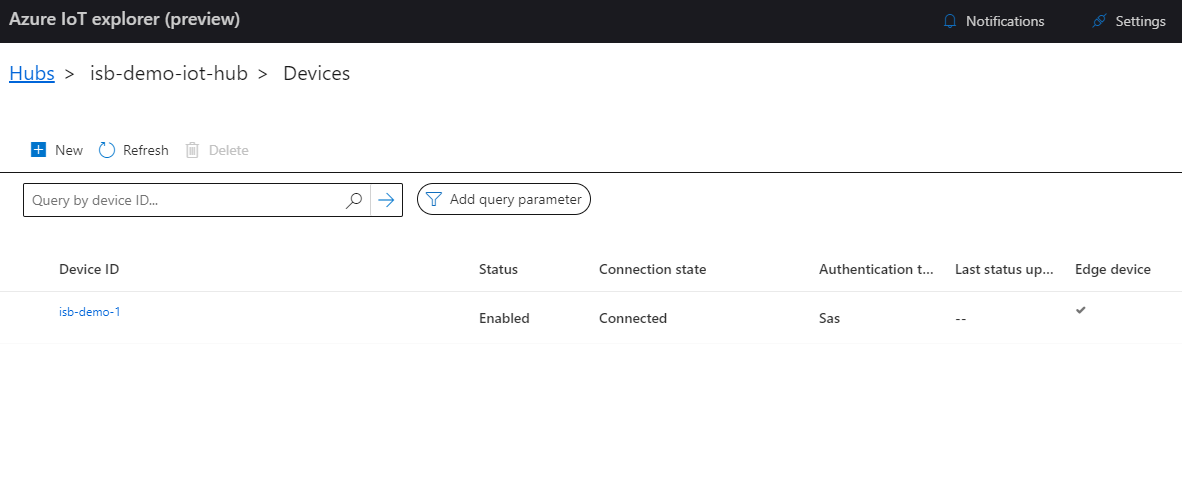 Azure IoT explorer (preview)
Notifications
Settings
Hubs > isb-demo-iot-hub > Devices
New
Refresh
Delete
Query by device ID...
Add query parameter
Device ID Status Connection state Authentication t... Last status up... Edge device
isb-demo-1 Enabled Connected Sas --